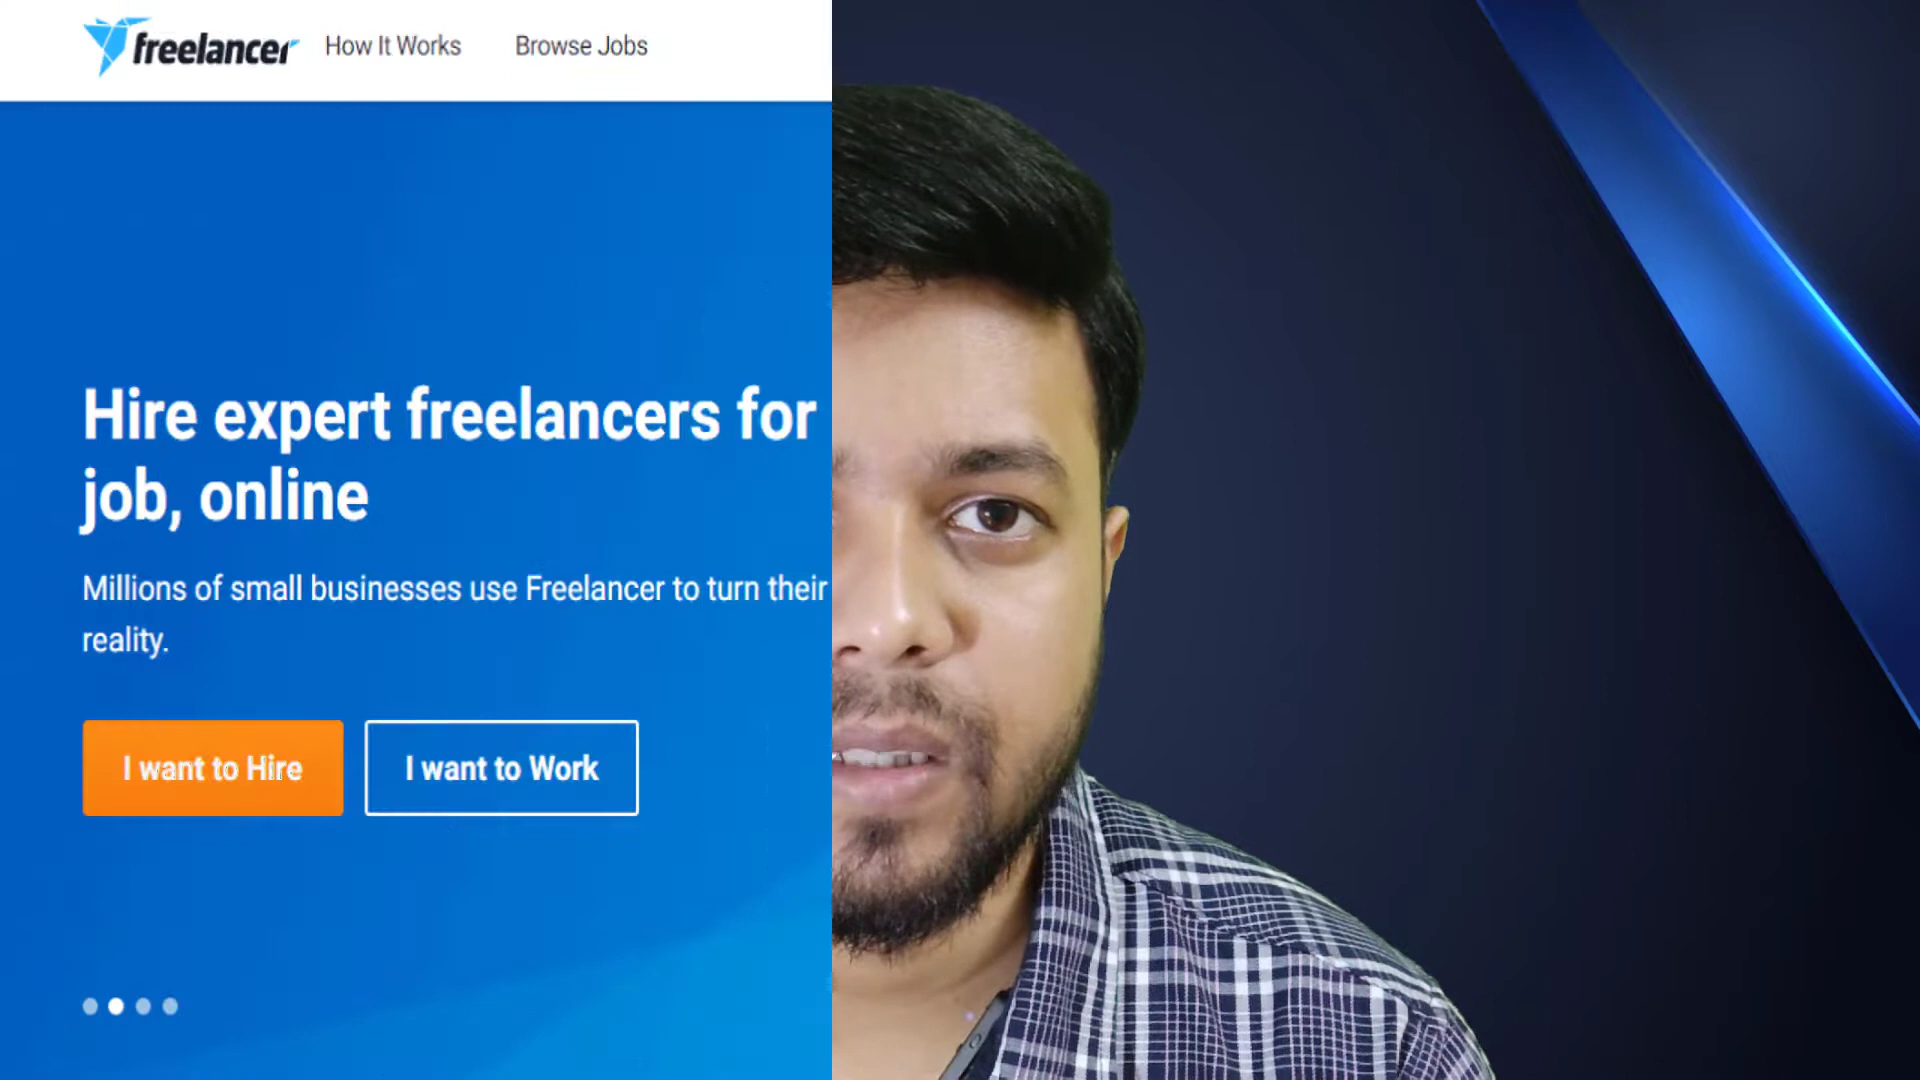 freelancer How It Works Browse Jobs
Hire expert freelancers for
job, online
Millions of small businesses use Freelancer to turn their
reality.
I want to Hire I want to Work